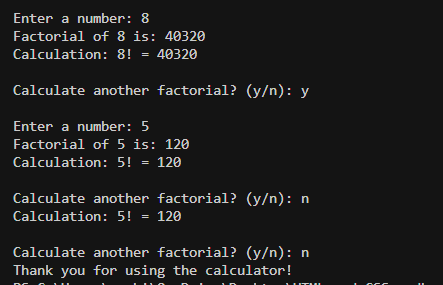 Enter a number: 8
Factorial of 8 is: 40320
Calculation: 8! = 40320
Calculate another factorial? (y/n): y
Enter a number: 5
Factorial of 5 is: 120
Calculation: 5! = 120
Calculate another factorial? (y/n): n
Calculation: 5! = 120
Calculate another factorial? (y/n): n
Thank you for using the calculator!